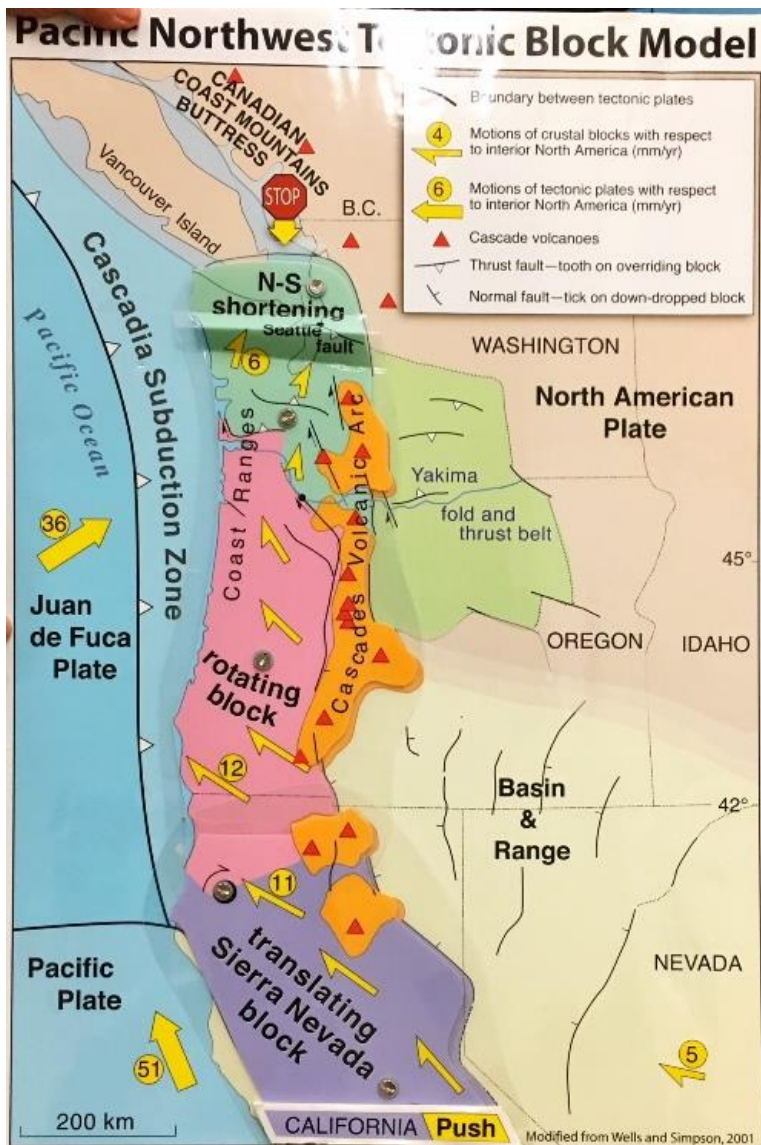 Pacific Northwest Tectonic Block Model
CANADIAN
COAST MOUNTAINS
BUTTRESS
Vancouver Island
STOP
B.C.
Boundary between tectonic plates
4
Motions of crustal blocks with respect
to interior North America (mm/yr)
6
Motions of tectonic plates with respect
to interior North America (mm/yr)
Cascade volcanoes
Thrust fault—tooth on overriding block
Normal fault—tick on down-dropped block
Cascadia Subduction Zone
Pacific Ocean
N-S
shortening
Seattle
fault
6
WASHINGTON
North American
Plate
Coast Ranges
Cascades Volcanic Arc
Yakima
fold and
thrust belt
36
45°
Juan
de Fuca
Plate
OREGON
IDAHO
rotating
block
12
Basin
&
Range
42°
11
translating
Sierra Nevada
block
NEVADA
Pacific
Plate
51
5
200 km
CALIFORNIA
Push
Modified from Wells and Simpson, 2001